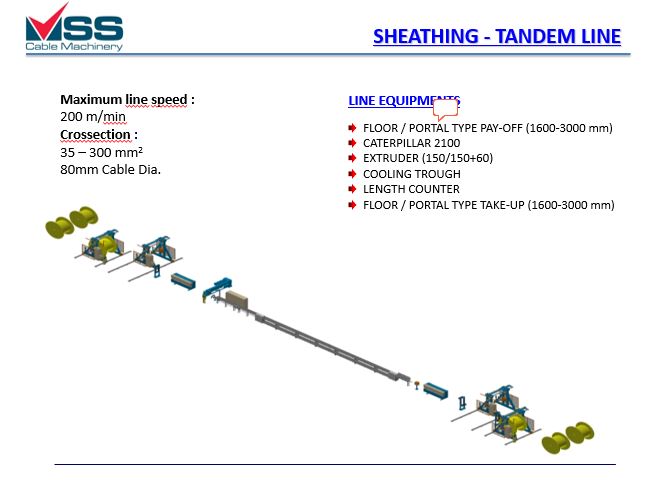 MSS
Cable Machinery
SHEATHING - TANDEM LINE
Maximum line speed :
200 m/min
Crossection :
35 – 300 mm²
80mm Cable Dia.
LINE EQUIPMENTS
FLOOR / PORTAL TYPE PAY-OFF (1600-3000 mm)
CATERPILLAR 2100
EXTRUDER (150/150+60)
COOLING TROUGH
LENGTH COUNTER
FLOOR / PORTAL TYPE TAKE-UP (1600-3000 mm)